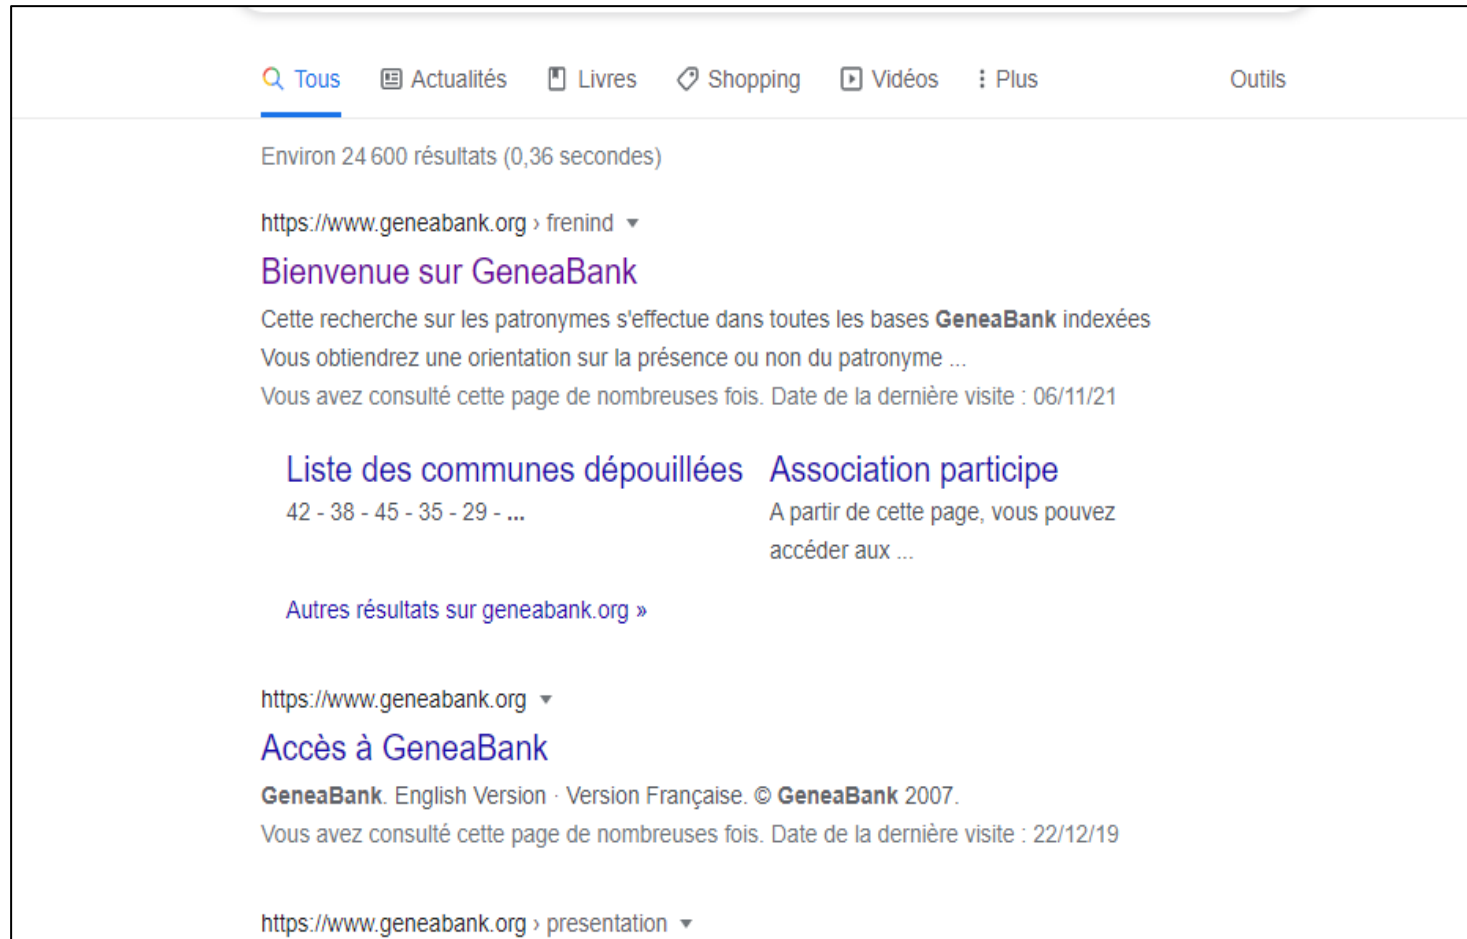 Tous Actualités Livres Shopping Vidéos Plus Outils
Environ 24 600 résultats (0,36 secondes)
https://www.geneabank.org › frenind
Bienvenue sur GeneaBank
Cette recherche sur les patronymes s'effectue dans toutes les bases GeneaBank indexées
Vous obtiendrez une orientation sur la présence ou non du patronyme ...
Vous avez consulté cette page de nombreuses fois. Date de la dernière visite : 06/11/21
Liste des communes dépouillées
42 - 38 - 45 - 35 - 29 - ...
Association participe
A partir de cette page, vous pouvez
accéder aux ...
Autres résultats sur geneabank.org »
https://www.geneabank.org
Accès à GeneaBank
GeneaBank. English Version · Version Française. © GeneaBank 2007.
Vous avez consulté cette page de nombreuses fois. Date de la dernière visite : 22/12/19
https://www.geneabank.org › presentation